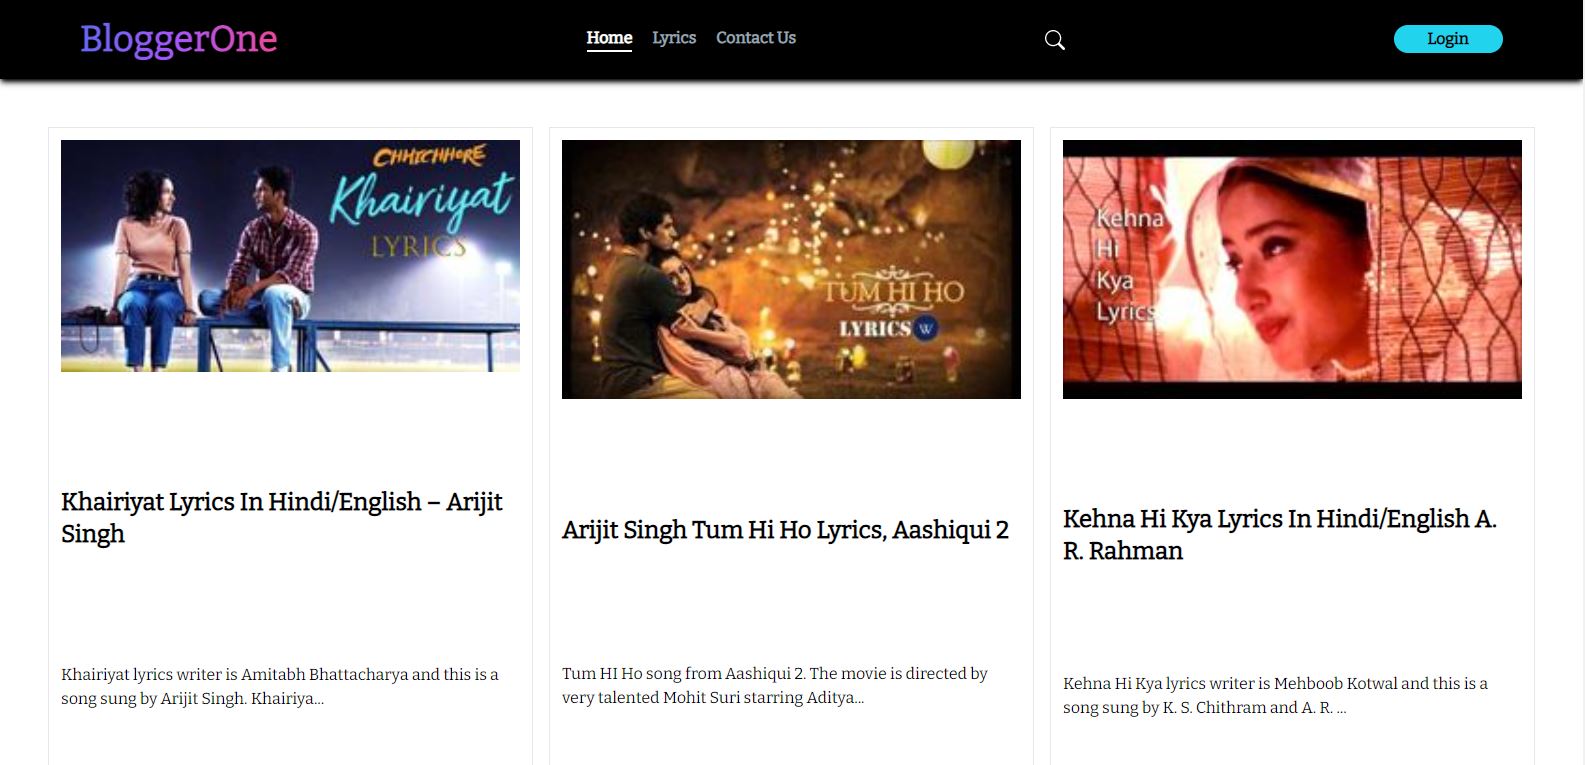 BloggerOne
Home
Lyrics
Contact Us
Login
CHHICHHORE
Khairiyat
LYRICS
Khairiyat Lyrics In Hindi/English – Arijit
Singh
Khairiyat lyrics writer is Amitabh Bhattacharya and this is a
song sung by Arijit Singh. Khairiya...
TUM HI HO
LYRICS W
Arijit Singh Tum Hi Ho Lyrics, Aashiqui 2
Tum HI Ho song from Aashiqui 2. The movie is directed by
very talented Mohit Suri starring Aditya...
Kehna
Hi
Kya
Lyrics
Kehna Hi Kya Lyrics In Hindi/English A.
R. Rahman
Kehna Hi Kya lyrics writer is Mehboob Kotwal and this is a
song sung by K. S. Chithram and A. R. ...